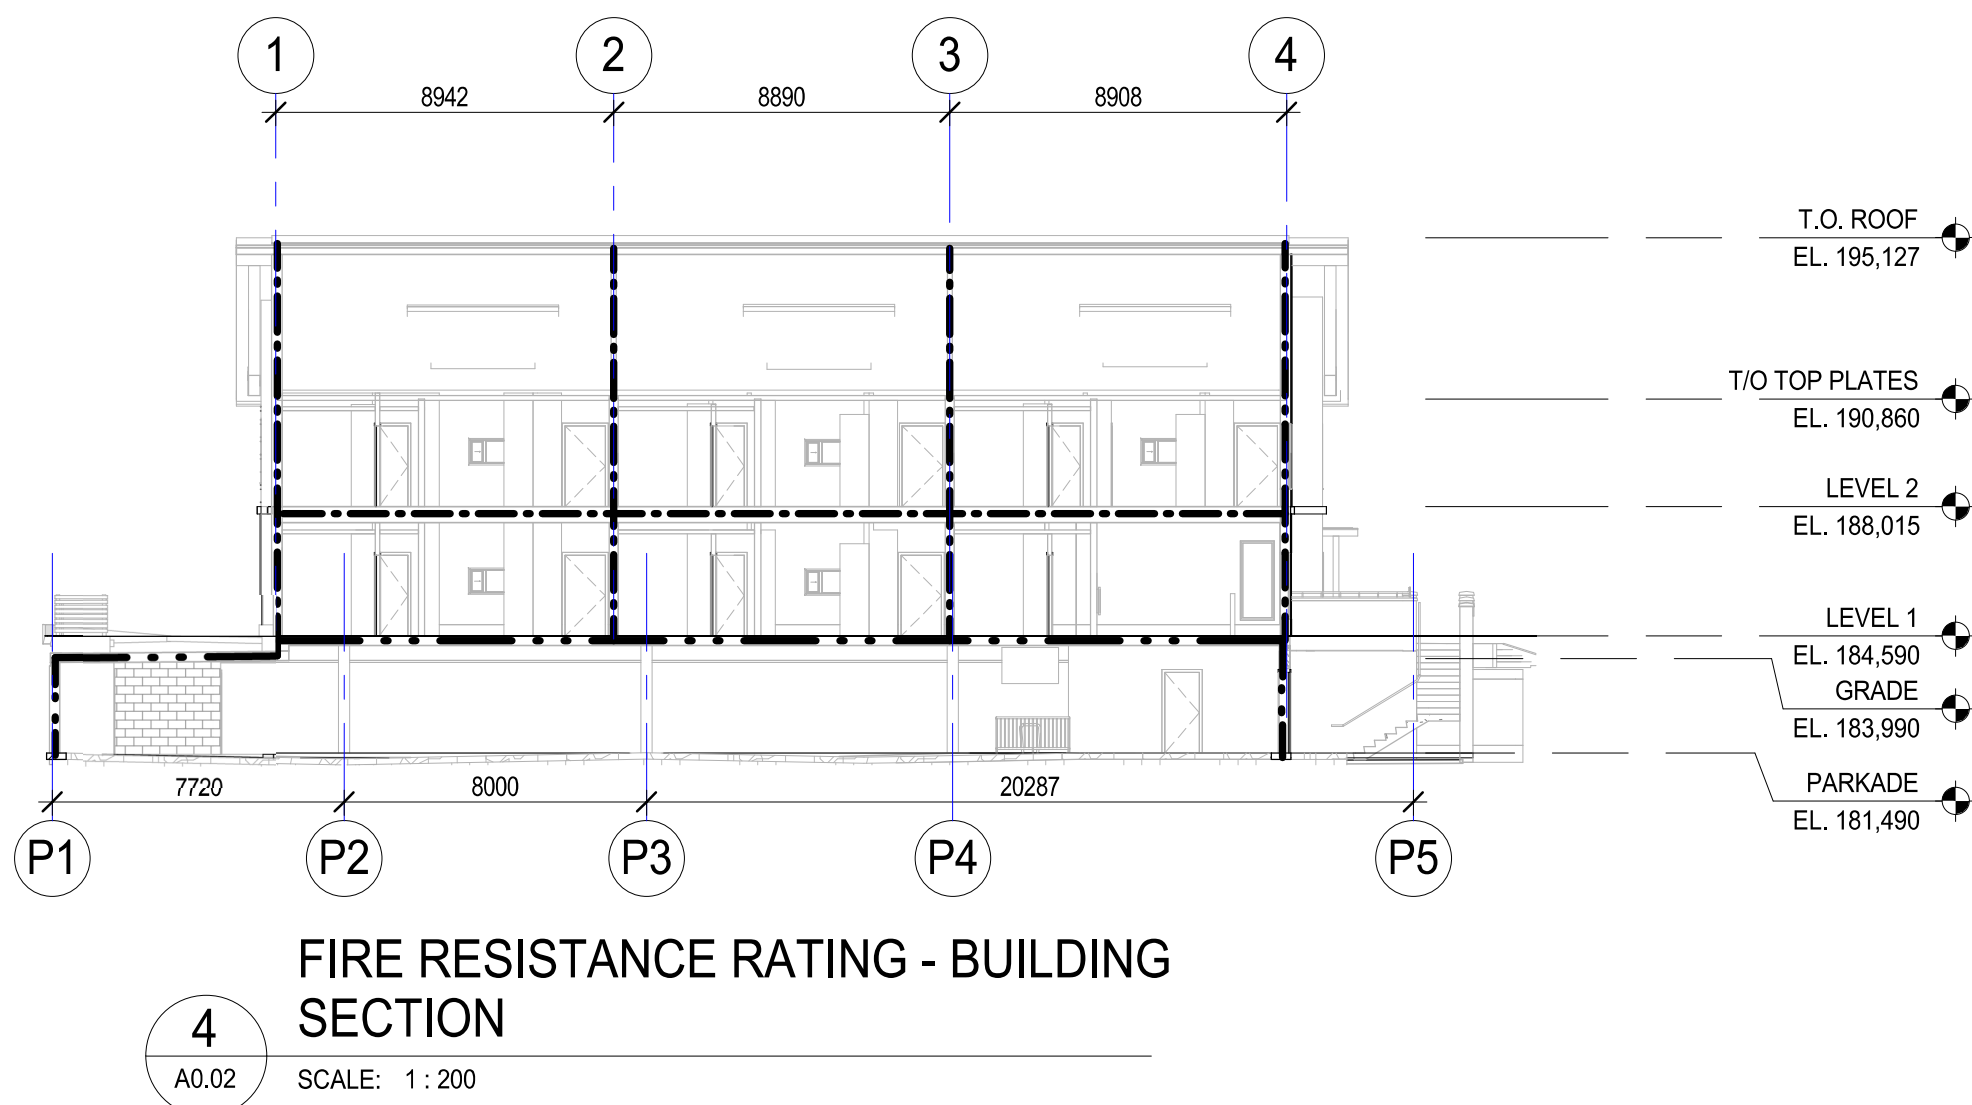 1 2 3 4
8942 8890 8908
T.O. ROOF
EL. 195,127
T/O TOP PLATES
EL. 190,860
LEVEL 2
EL. 188,015
LEVEL 1
EL. 184,590
GRADE
EL. 183,990
PARKADE
EL. 181,490
7720 8000 20287
P1 P2 P3 P4 P5
FIRE RESISTANCE RATING - BUILDING
SECTION
4
A0.02
SCALE: 1 : 200